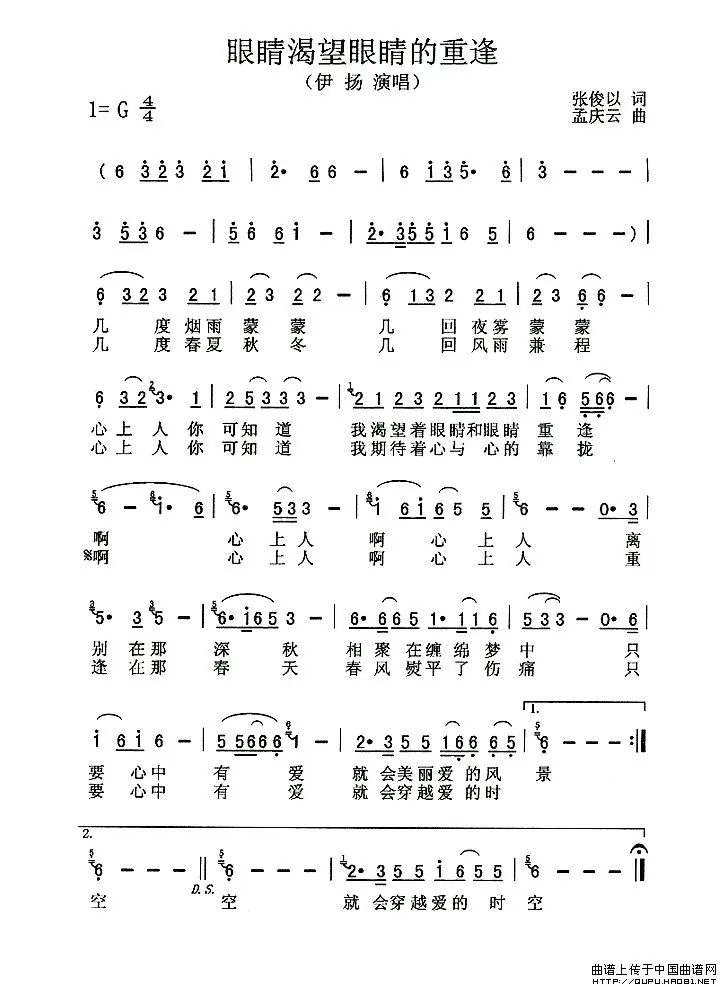 眼睛渴望眼睛的重逢
（伊 扬 演唱）
1= G 4/4
张俊以 词
孟庆云 曲
( 6 3 2 3 2 1 | 2· 6 6 － | 6 1 3 5· 6 | 3 － － － |
3 5 3 6 － | 5 6 6 1 － | 2· 3 5 5 1 6 5 | 6 － － － ) |
6 3 2 3 2 1 | 2 3 2 2 － | 6 1 3 2 2 1 | 2 3 6 6 － |
几 度 烟雨 蒙 蒙 几 回 夜雾 蒙蒙
几 度 春夏 秋 冬 几 回 风雨 兼 程
6 3 2 3· 1 | 2 5 3 3 3 － | 2 1 2 3 2 1 1 2 3 | 1 6 5 6 6 － |
心 上 人 你 可知 道 我 渴望着眼睛和眼睛 重 逢
心 上 人 你 可知 道 我 期待着心与 心的 靠 拢
6 － 1· 6 | 6 － 5 3 3 － | 1 6 1 6 5 5 | 6 － － 0· 3 |
啊 心 上 人 啊 心上 人 离
𝄋啊 心 上 人 啊 心上 人 重
5· 3 5 － | 6· 1 6 5 3 － | 6· 6 6 5 1· 1 1 6 | 5 3 3 － 0· 6 |
别 在那 深 秋 相 聚 在缠 绵 梦 中 只
逢 在那 春 天 春 风 熨平 了 伤 痛 只
1 6 1 6 － | 5 5 6 6 6 1 － | 2· 3 5 5 1 6 6 6 5 | 1. 6 － － － :‖
要 心中 有 爱 就 会美丽爱 的风 景
要 心中 有 爱 就 会穿越爱 的时
2.
6 － － － ‖ 6 － － － | 2· 3 5 5 1 6 5 5 | 6 － － － ‖
D.S.
空 空 就 会穿越爱的 时 空
曲谱上传于中国曲谱网
HTTP://QUPU.HAO81.NET